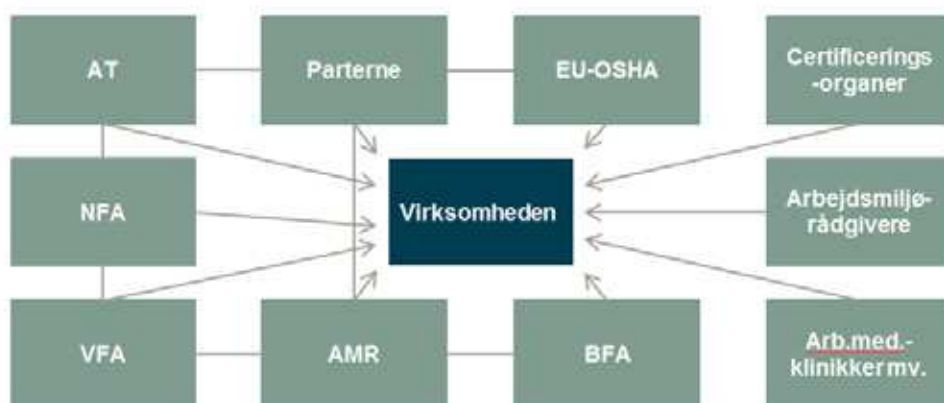 AT
Parterne
EU-OSHA
Certificerings
-organer
NFA
Virksomheden
Arbejdsmiljø-
rådgivere
VFA
AMR
BFA
Arb.med.-
klinikker mv.